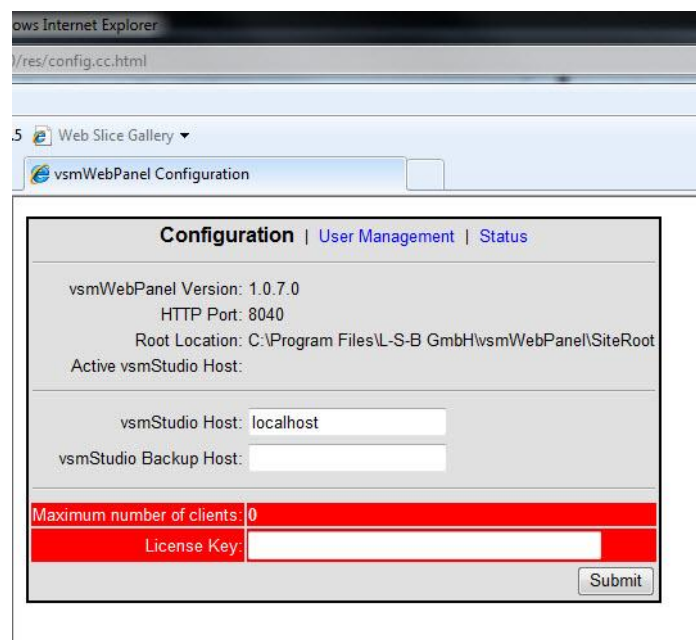 ows Internet Explorer
/res/config.cc.html
.5 Web Slice Gallery
vsmWebPanel Configuration
Configuration | User Management | Status
vsmWebPanel Version: 1.0.7.0
HTTP Port: 8040
Root Location: C:\Program Files\L-S-B GmbH\vsmWebPanel\SiteRoot
Active vsmStudio Host:
vsmStudio Host: localhost
vsmStudio Backup Host:
Maximum number of clients: 0
License Key:
Submit